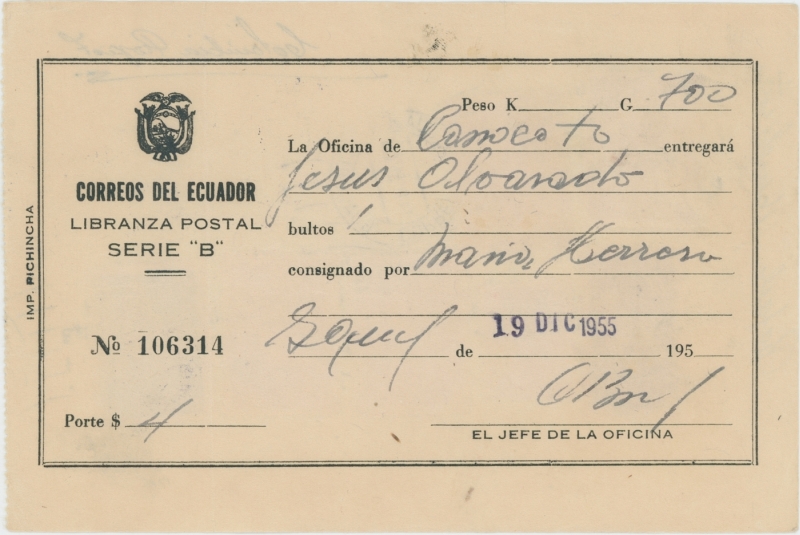 Peso K. G 700
La Oficina de Conocoto entregará
Jesus Alvarado
CORREOS DEL ECUADOR
LIBRANZA POSTAL
SERIE "B"
bultos 1
consignado por Maria Herrera
Nº 106314
de 19 DIC 1955 195
Porte $ 4
EL JEFE DE LA OFICINA
IMP. PICHINCHA